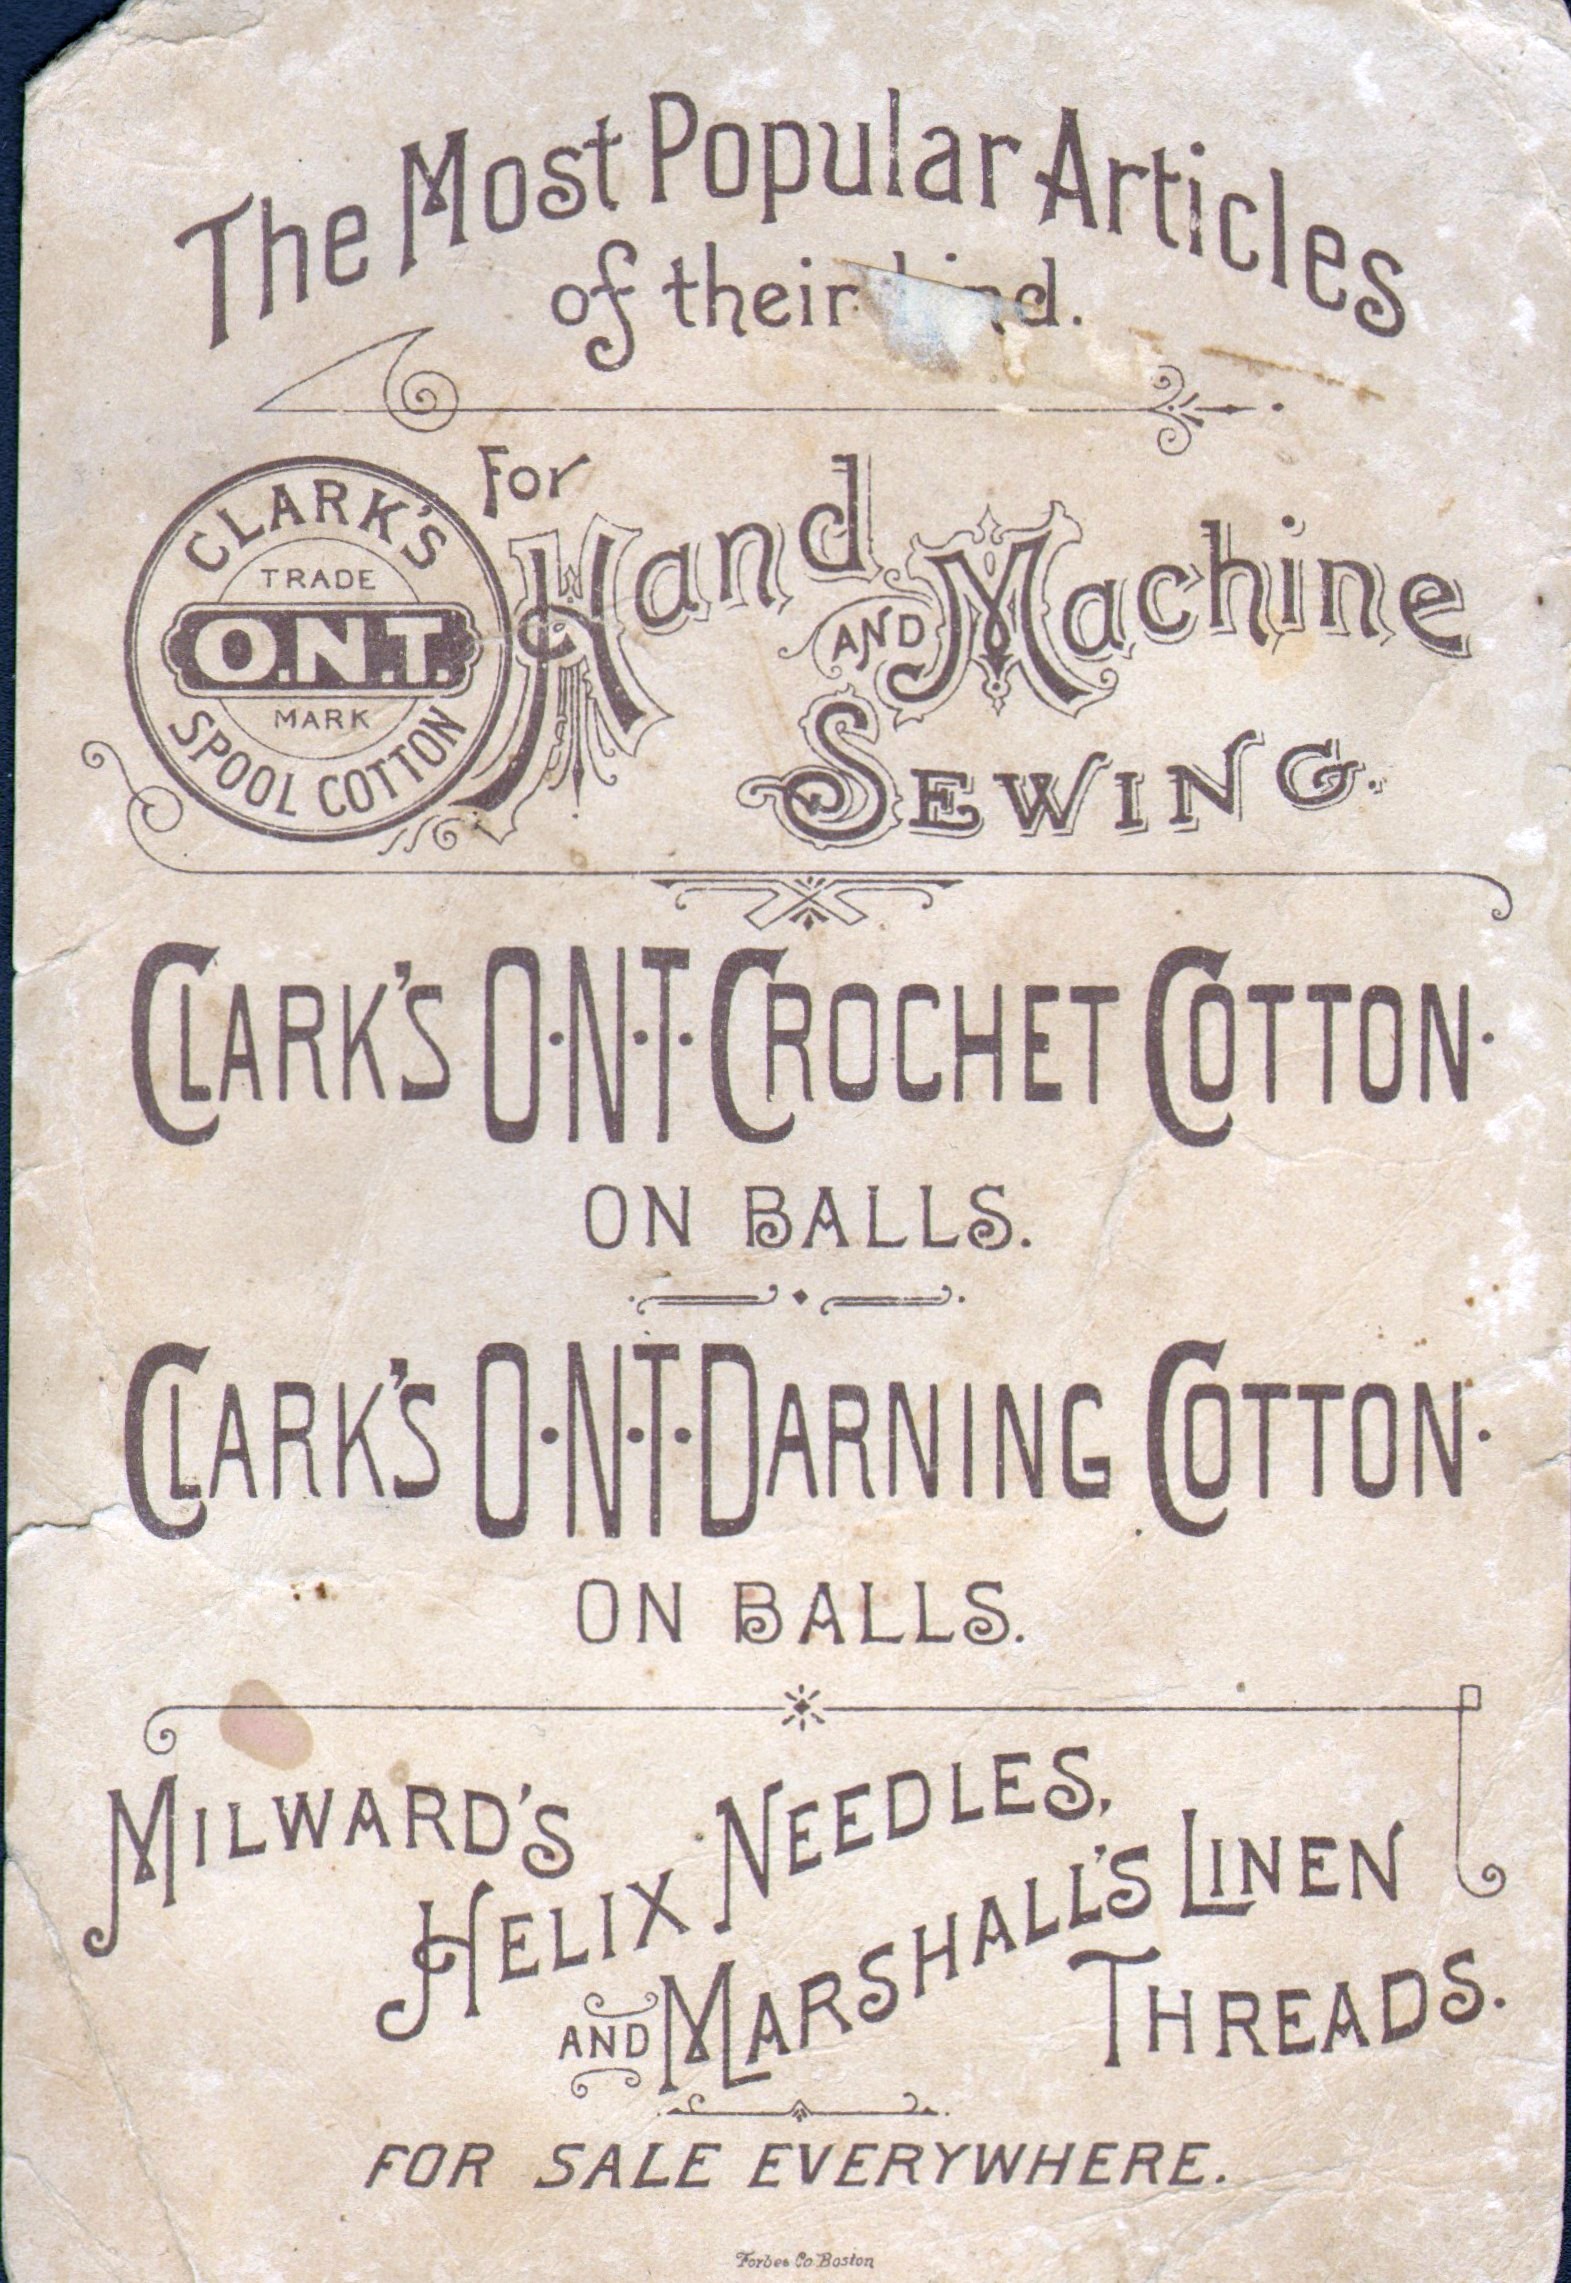 The Most Popular Articles
of their kind.
CLARK'S
TRADE
O.N.T.
MARK
SPOOL COTTON
For
Hand AND Machine
SEWING.
CLARK'S O·N·T· CROCHET COTTON·
ON BALLS.
CLARK'S O·N·T· DARNING COTTON·
ON BALLS.
MILWARD'S
HELIX NEEDLES,
AND MARSHALL'S LINEN
THREADS.
FOR SALE EVERYWHERE.
Forbes Co Boston